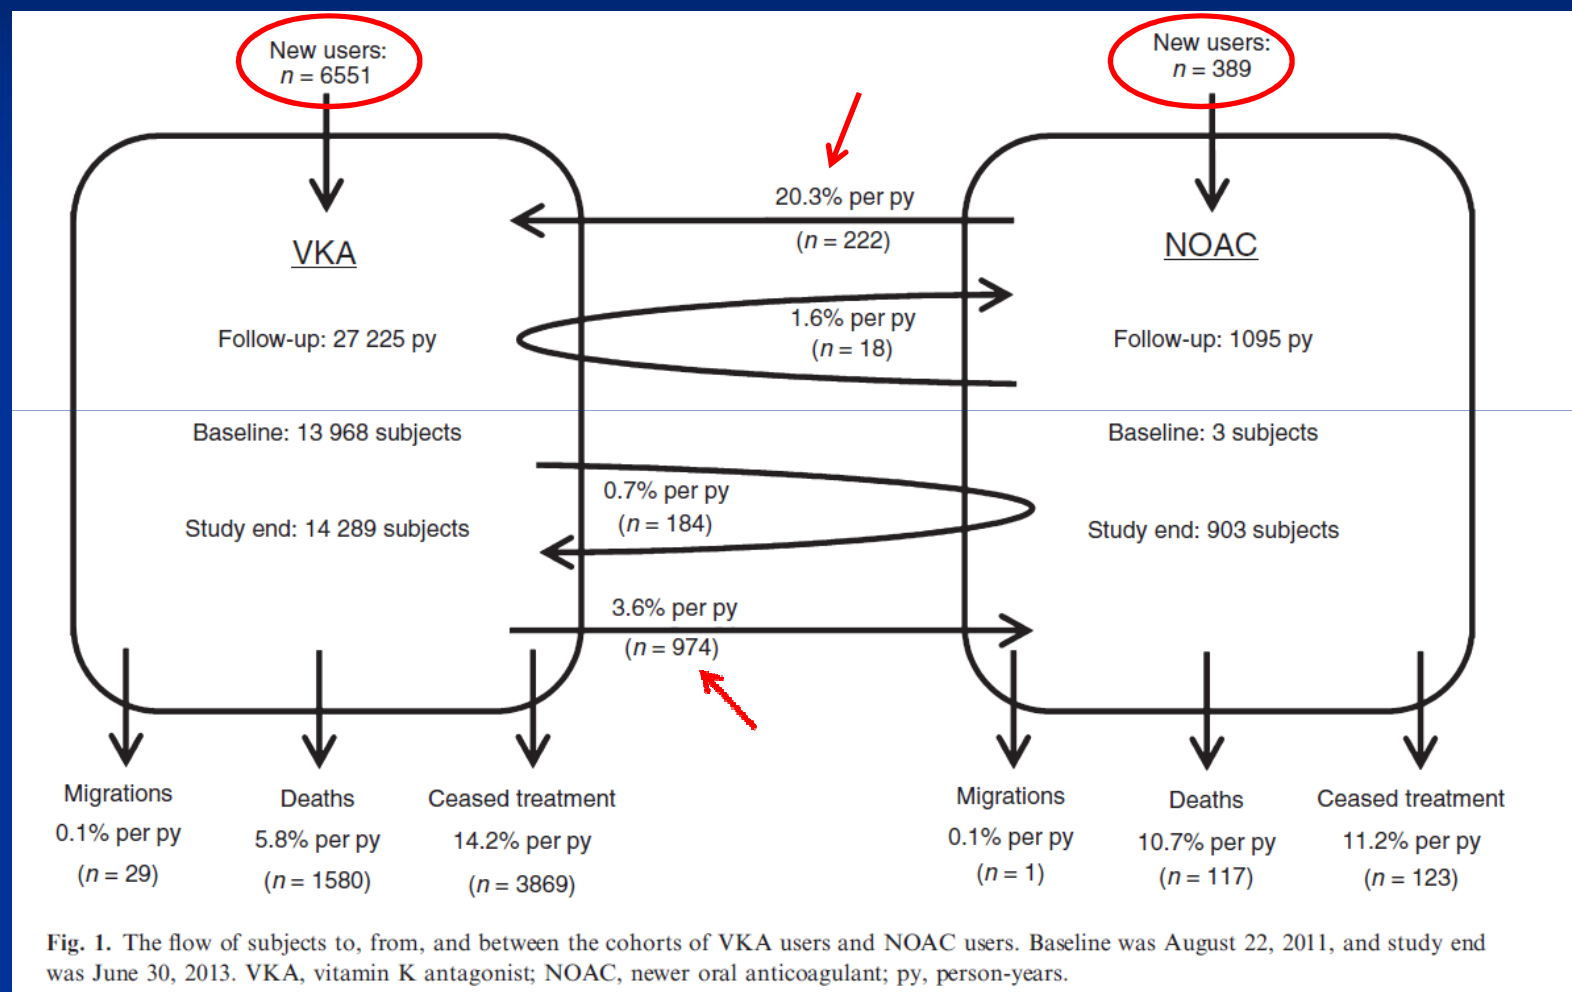 New users:
n = 6551
New users:
n = 389
20.3% per py
(n = 222)
VKA
NOAC
1.6% per py
(n = 18)
Follow-up: 27 225 py
Follow-up: 1095 py
Baseline: 13 968 subjects
Baseline: 3 subjects
0.7% per py
(n = 184)
Study end: 14 289 subjects
Study end: 903 subjects
3.6% per py
(n = 974)
Migrations
0.1% per py
(n = 29)
Deaths
5.8% per py
(n = 1580)
Ceased treatment
14.2% per py
(n = 3869)
Migrations
0.1% per py
(n = 1)
Deaths
10.7% per py
(n = 117)
Ceased treatment
11.2% per py
(n = 123)
Fig. 1. The flow of subjects to, from, and between the cohorts of VKA users and NOAC users. Baseline was August 22, 2011, and study end
was June 30, 2013. VKA, vitamin K antagonist; NOAC, newer oral anticoagulant; py, person-years.